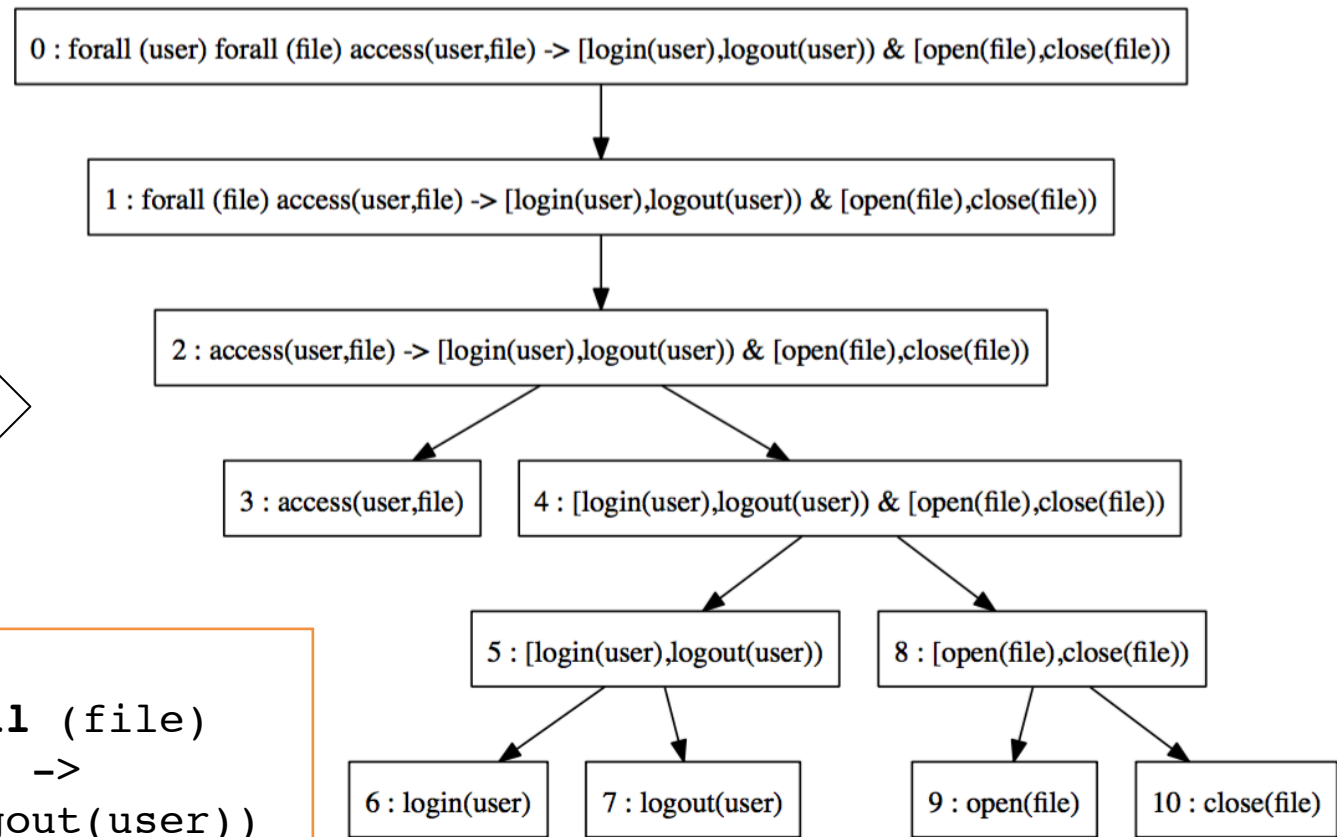 0 : forall (user) forall (file) access(user,file) -> [login(user),logout(user)) & [open(file),close(file))
1 : forall (file) access(user,file) -> [login(user),logout(user)) & [open(file),close(file))
2 : access(user,file) -> [login(user),logout(user)) & [open(file),close(file))
3 : access(user,file)
4 : [login(user),logout(user)) & [open(file),close(file))
5 : [login(user),logout(user))
8 : [open(file),close(file))
6 : login(user)
7 : logout(user)
9 : open(file)
10 : close(file)
(file)
->
(user))